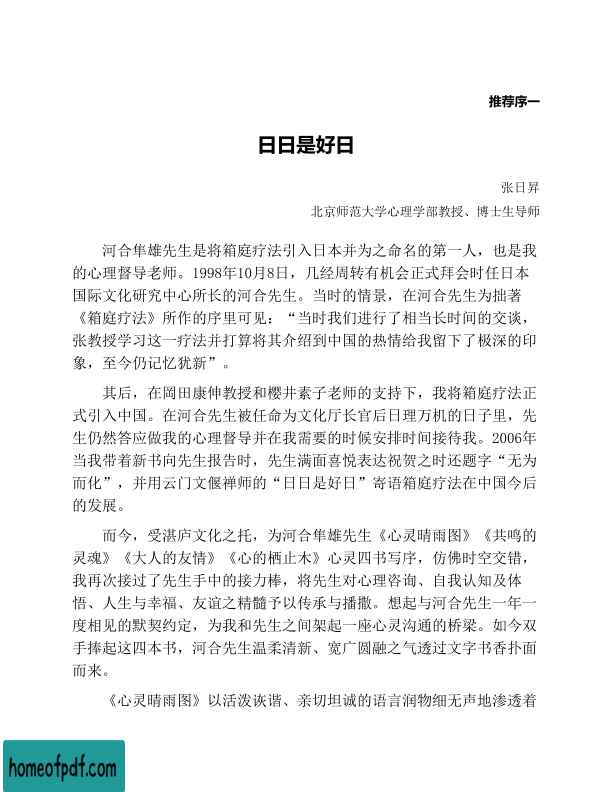 推荐序一
日日是好日
张日昇
北京师范大学心理学部教授、博士生导师
河合隼雄先生是将箱庭疗法引入日本并为之命名的第一人，也是我
的心理督导老师。1998年10月8日，几经周转有机会正式拜会时任日本
国际文化研究中心所长的河合先生。当时的情景，在河合先生为拙著
《箱庭疗法》所作的序里可见：“当时我们进行了相当长时间的交谈，
张教授学习这一疗法并打算将其介绍到中国的热情给我留下了极深的印
象，至今仍记忆犹新”。
其后，在岡田康伸教授和樱井素子老师的支持下，我将箱庭疗法正
式引入中国。在河合先生被任命为文化厅长官后日理万机的日子里，先
生仍然答应做我的心理督导并在我需要的时候安排时间接待我。2006年
当我带着新书向先生报告时，先生满面喜悦表达祝贺之时还题字“无为
而化”，并用云门文偃禅师的“日日是好日”寄语箱庭疗法在中国今后
的发展。
而今，受湛庐文化之托，为河合隼雄先生《心灵晴雨图》《共鸣的
灵魂》《大人的友情》《心的栖止木》心灵四书写序，仿佛时空交错，
我再次接过了先生手中的接力棒，将先生对心理咨询、自我认知及体
悟、人生与幸福、友谊之精髓予以传承与播撒。想起与河合先生一年一
度相见的默契约定，为我和先生之间架起一座心灵沟通的桥梁。如今双
手捧起这四本书，河合先生温柔清新、宽广圆融之气透过文字书香扑面
而来。
《心灵晴雨图》以活泼诙谐、亲切坦诚的语言润物细无声地渗透着
homeofpdf.com